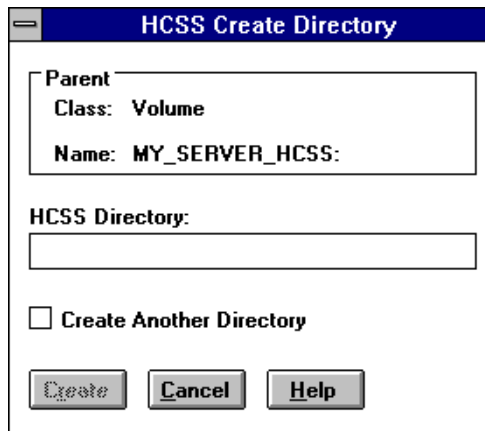 HCSS Create Directory
Parent
Class: Volume
Name: MY_SERVER_HCSS:
HCSS Directory:
Create Another Directory
Create Cancel Help